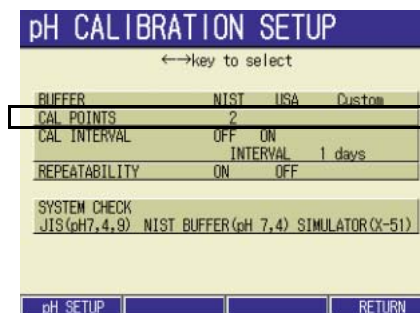 pH CALIBRATION SETUP
←→key to select
BUFFER NIST USA Custom
CAL POINTS 2
CAL INTERVAL OFF ON
INTERVAL 1 days
REPEATABILITY ON OFF
SYSTEM CHECK
JIS(pH7,4,9) NIST BUFFER(pH 7,4) SIMULATOR(X-51)
pH SETUP RETURN